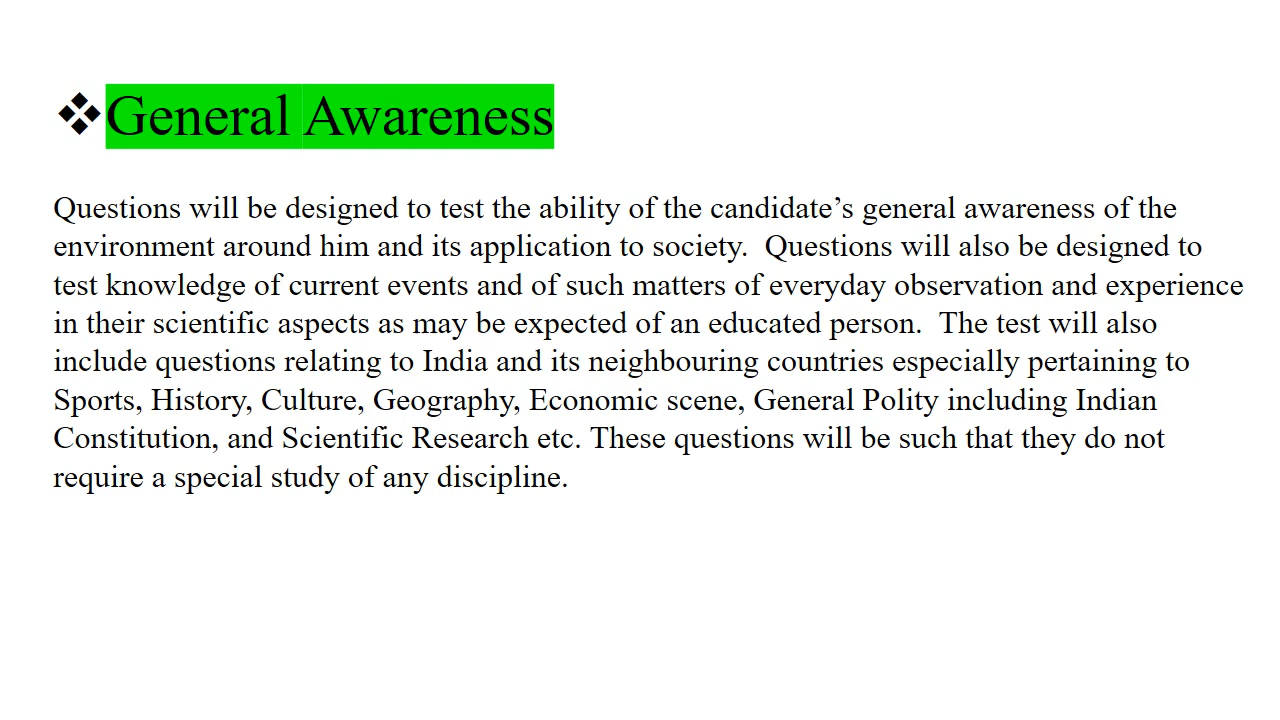 ❖General Awareness
Questions will be designed to test the ability of the candidate’s general awareness of the
environment around him and its application to society.  Questions will also be designed to
test knowledge of current events and of such matters of everyday observation and experience
in their scientific aspects as may be expected of an educated person.  The test will also
include questions relating to India and its neighbouring countries especially pertaining to
Sports, History, Culture, Geography, Economic scene, General Polity including Indian
Constitution, and Scientific Research etc. These questions will be such that they do not
require a special study of any discipline.